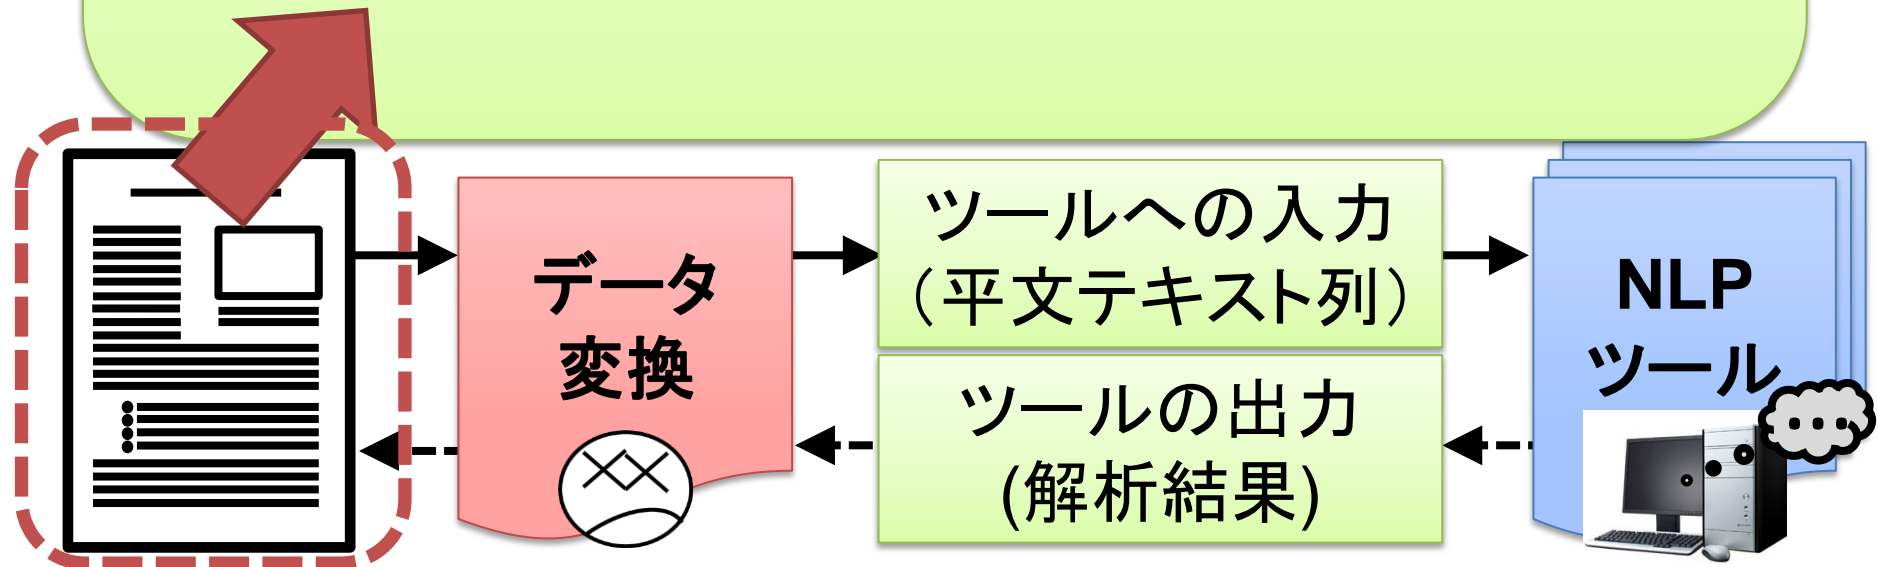 データ
変換
ツールへの入力
（平文テキスト列）
ツールの出力
(解析結果)
NLP
ツール
...